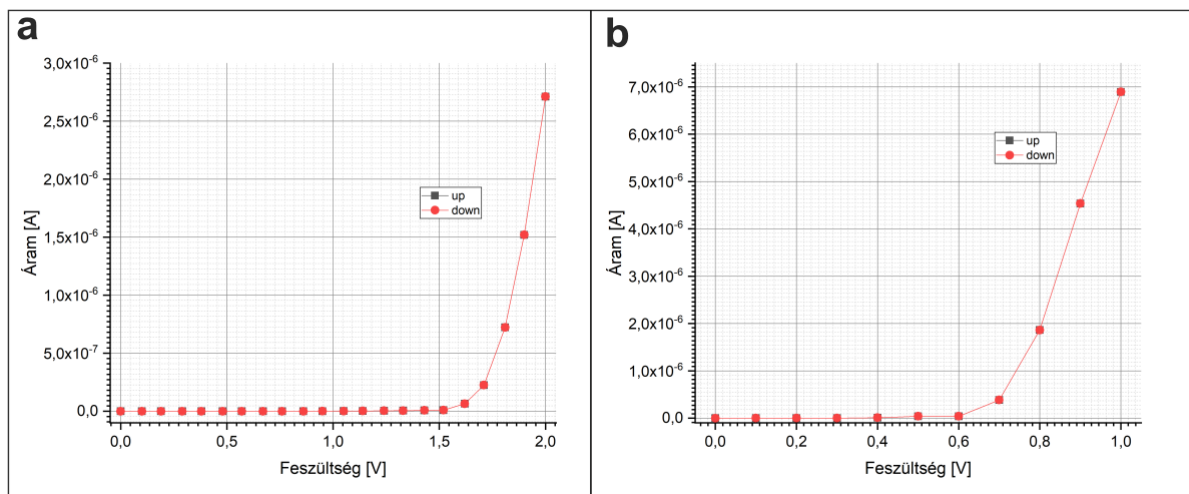 a
3,0x10⁻⁶
2,5x10⁻⁶
2,0x10⁻⁶
1,5x10⁻⁶
1,0x10⁻⁶
5,0x10⁻⁷
0,0
Áram [A]
up
down
0,0 0,5 1,0 1,5 2,0
Feszültség [V]
b
7,0x10⁻⁶
6,0x10⁻⁶
5,0x10⁻⁶
4,0x10⁻⁶
3,0x10⁻⁶
2,0x10⁻⁶
1,0x10⁻⁶
0,0
Áram [A]
up
down
0,0 0,2 0,4 0,6 0,8 1,0
Feszültség [V]